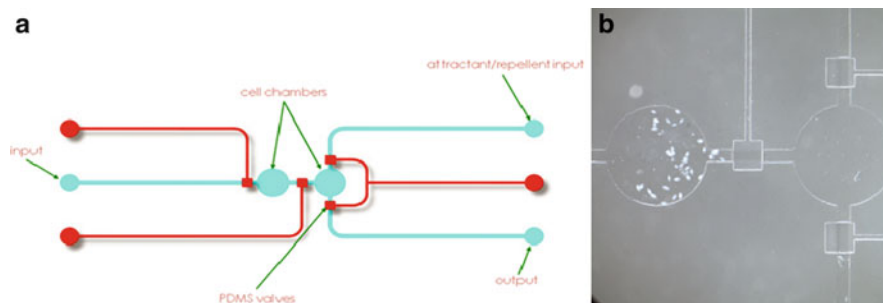 a
b
attractant/repellent input
cell chambers
input
PDMS valves
output